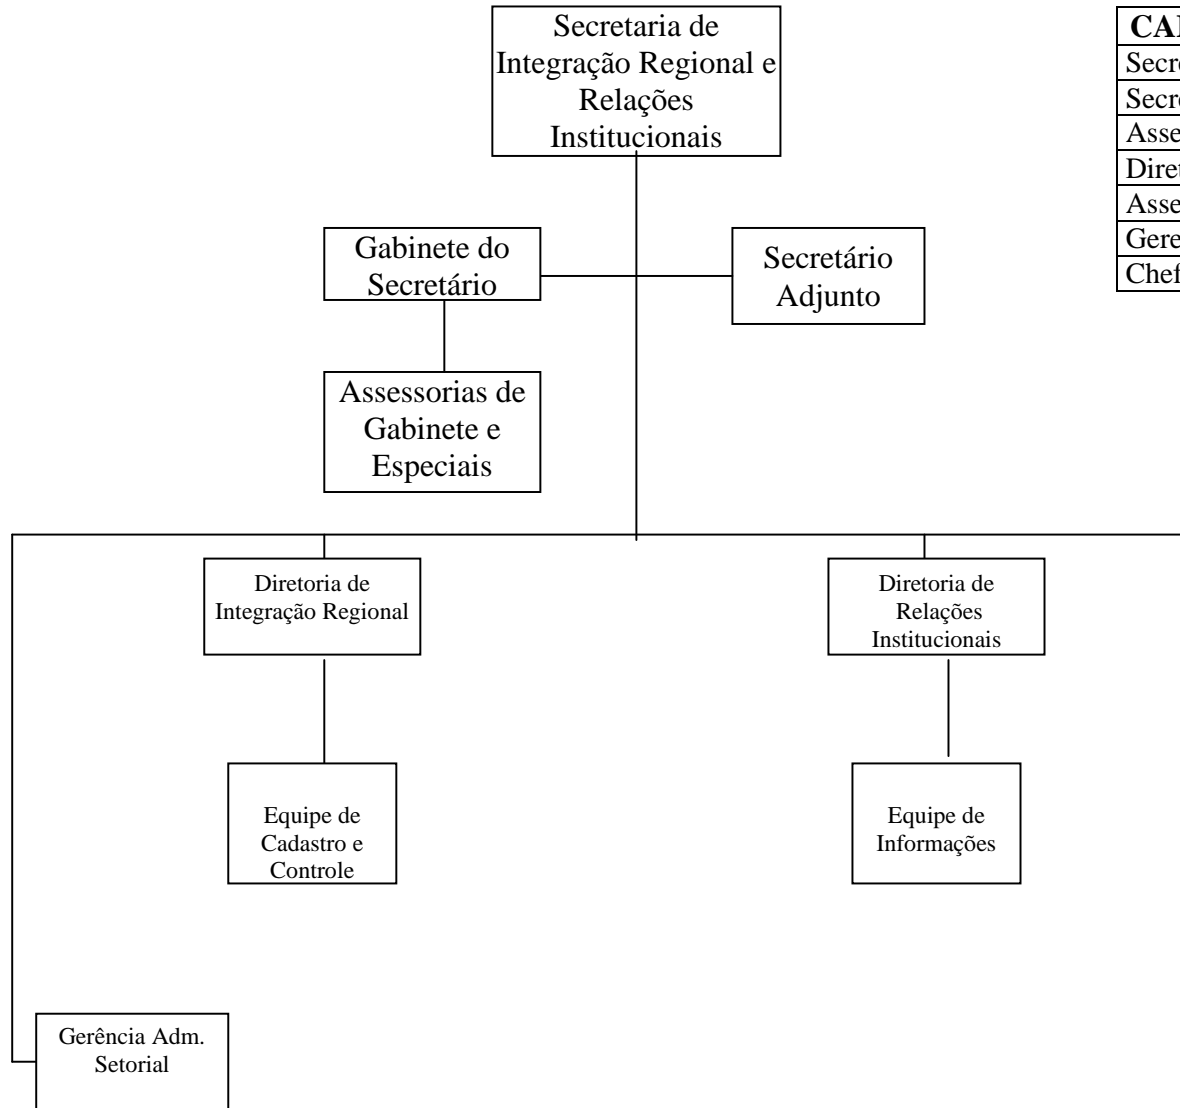 Secretaria de
Integração Regional e
Relações
Institucionais
Gabinete do
Secretário
Secretário
Adjunto
Assessorias de
Gabinete e
Especiais
Diretoria de
Integração Regional
Diretoria de
Relações
Institucionais
Equipe de
Cadastro e
Controle
Equipe de
Informações
Gerência Adm.
Setorial